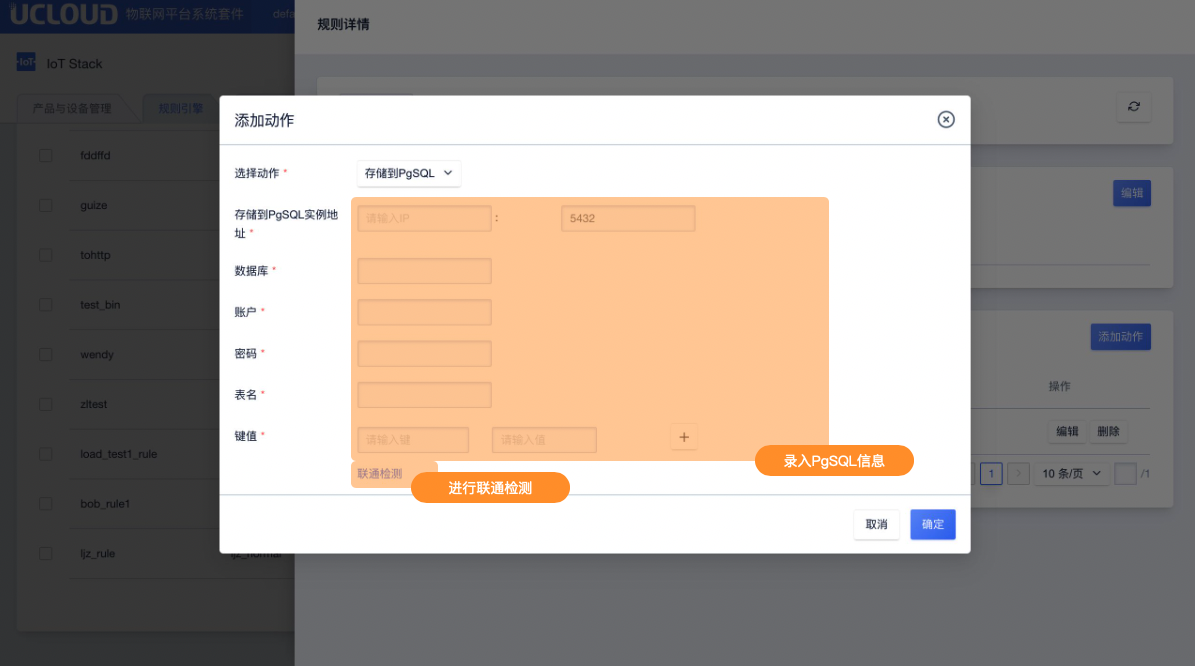 UCLOUD 物联网平台系统套件 defa
规则详情
IoT IoT Stack
产品与设备管理 规则引擎
fddffd
guize
tohttp
test_bin
wendy
zltest
load_test1_rule
bob_rule1
ljz_rule ljz_normal
编辑
添加动作
操作
编辑 删除
1 10 条/页 /1
添加动作
选择动作 * 存储到PgSQL
存储到PgSQL实例地
址 *
请输入IP : 5432
数据库 *
账户 *
密码 *
表名 *
键值 * 请输入键 请输入值 +
录入PgSQL信息
联通检测
进行联通检测
取消 确定